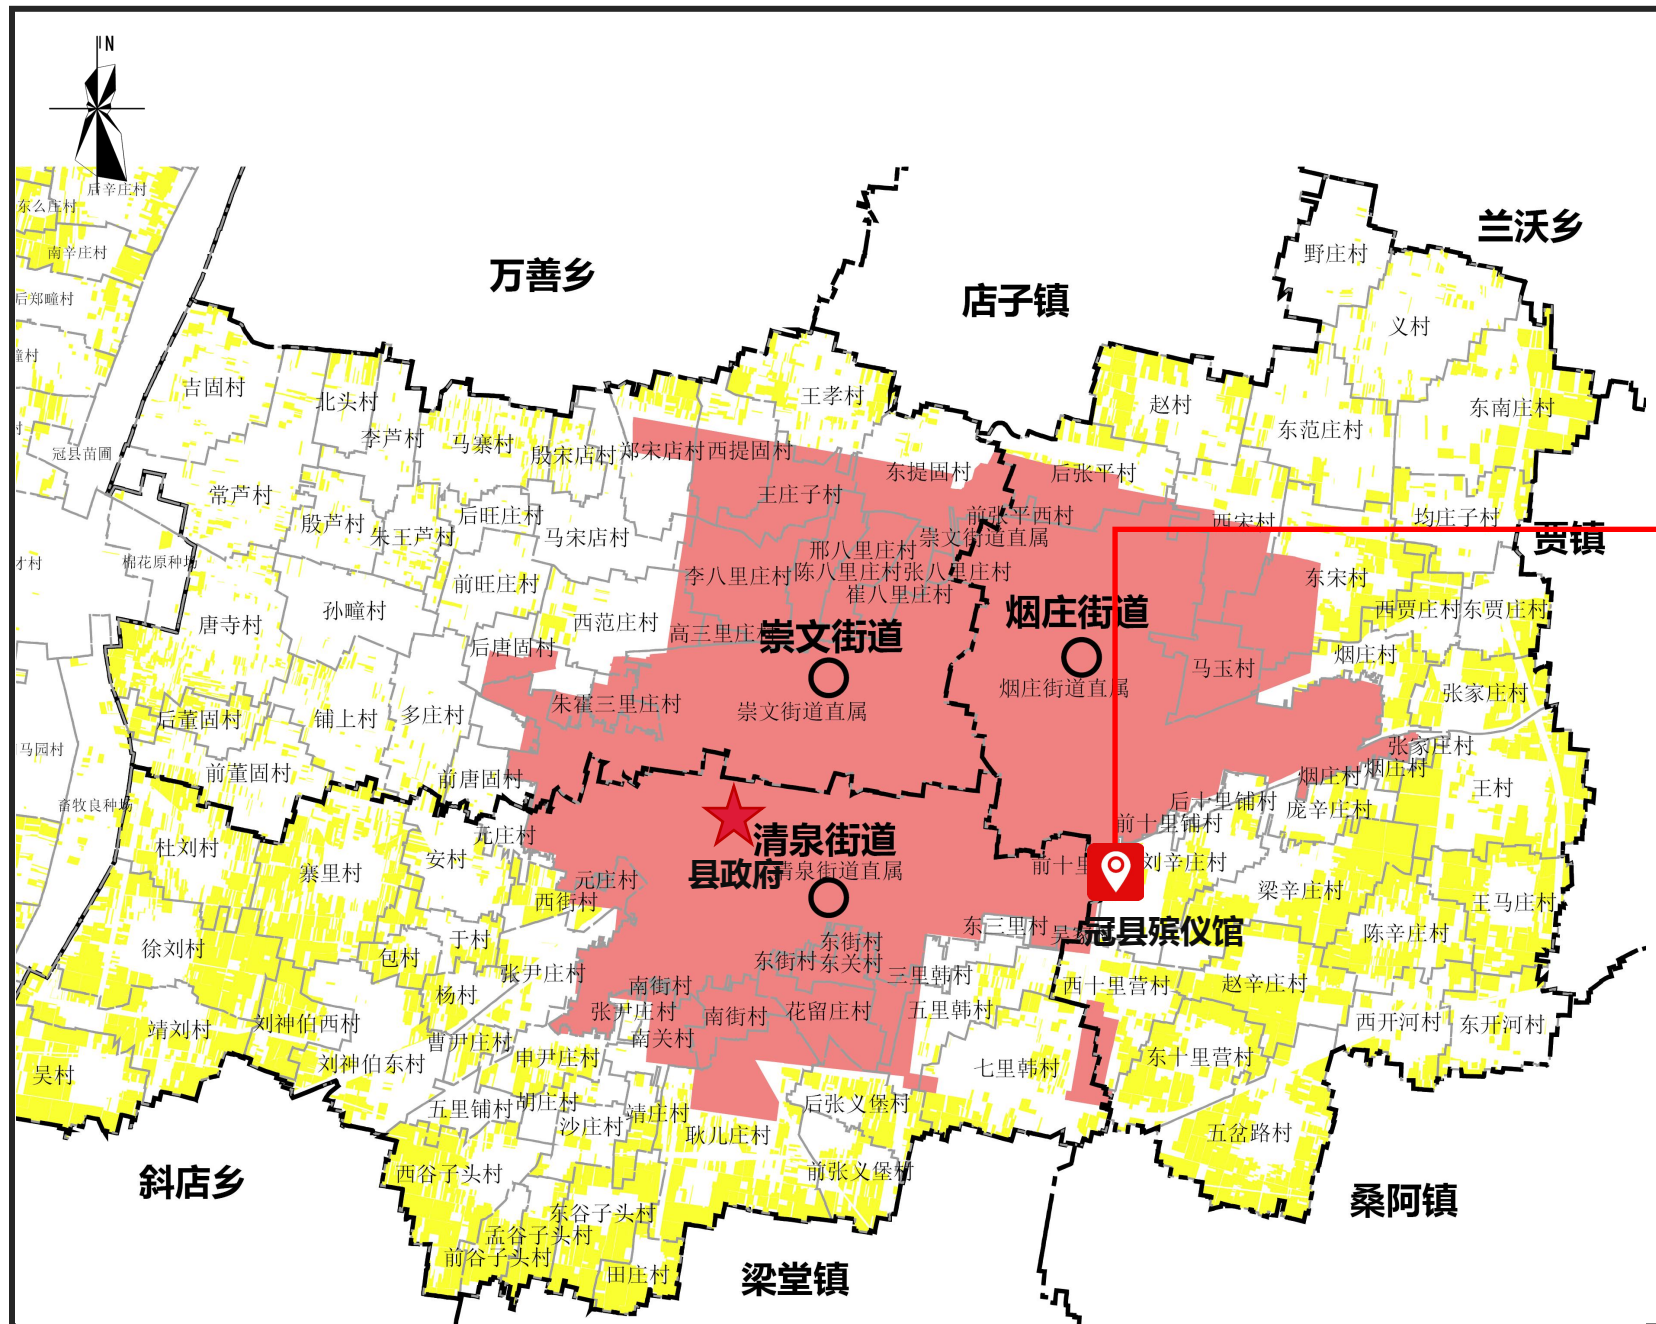 N
后辛庄村
东么庄村
兰沃乡
南辛庄村
野庄村
万善乡
后郑疃村
店子镇
义村
疃村
吉固村
王孝村
北头村
赵村
东南庄村
李芦村
东范庄村
马寨村
冠县苗圃
殷宋店村
郑宋店村
西提固村
东提固村
后张平村
常芦村
王庄子村
后旺庄村
前张平西村
均庄子村
殷芦村
西宋村
朱王芦村
马宋店村
崇文街道直属
贾镇
邢八里庄村
才村
棉花原种场
李八里庄村
陈八里庄村
张八里庄村
东宋村
前旺庄村
崔八里庄村
孙疃村
烟庄街道
西贾庄村
东贾庄村
唐寺村
西范庄村
高三里庄村
崇文街道
后唐固村
烟庄村
马玉村
烟庄街道直属
张家庄村
朱霍三里庄村
崇文街道直属
后董固村
铺上村
多庄村
马园村
张家庄村
前董固村
前唐固村
烟庄村
烟庄村
王村
畜牧良种场
后十里铺村
庞辛庄村
前十里铺村
元庄村
清泉街道
杜刘村
安村
寨里村
县政府
清泉街道直属
前十里
刘辛庄村
元庄村
梁辛庄村
西街村
王马庄村
东三里村
吴家
冠县殡仪馆
陈辛庄村
徐刘村
于村
东街村
包村
东街村
东关村
张尹庄村
三里韩村
南街村
西十里营村
赵辛庄村
杨村
张尹庄村
南街村
花留庄村
五里韩村
靖刘村
刘神伯西村
西开河村
东开河村
南关村
曹尹庄村
申尹庄村
东十里营村
刘神伯东村
七里韩村
吴村
胡庄村
后张义堡村
五里铺村
靖庄村
沙庄村
耿儿庄村
五岔路村
西谷子头村
前张义堡村
斜店乡
桑阿镇
东谷子头村
孟谷子头村
前谷子头村
田庄村
梁堂镇